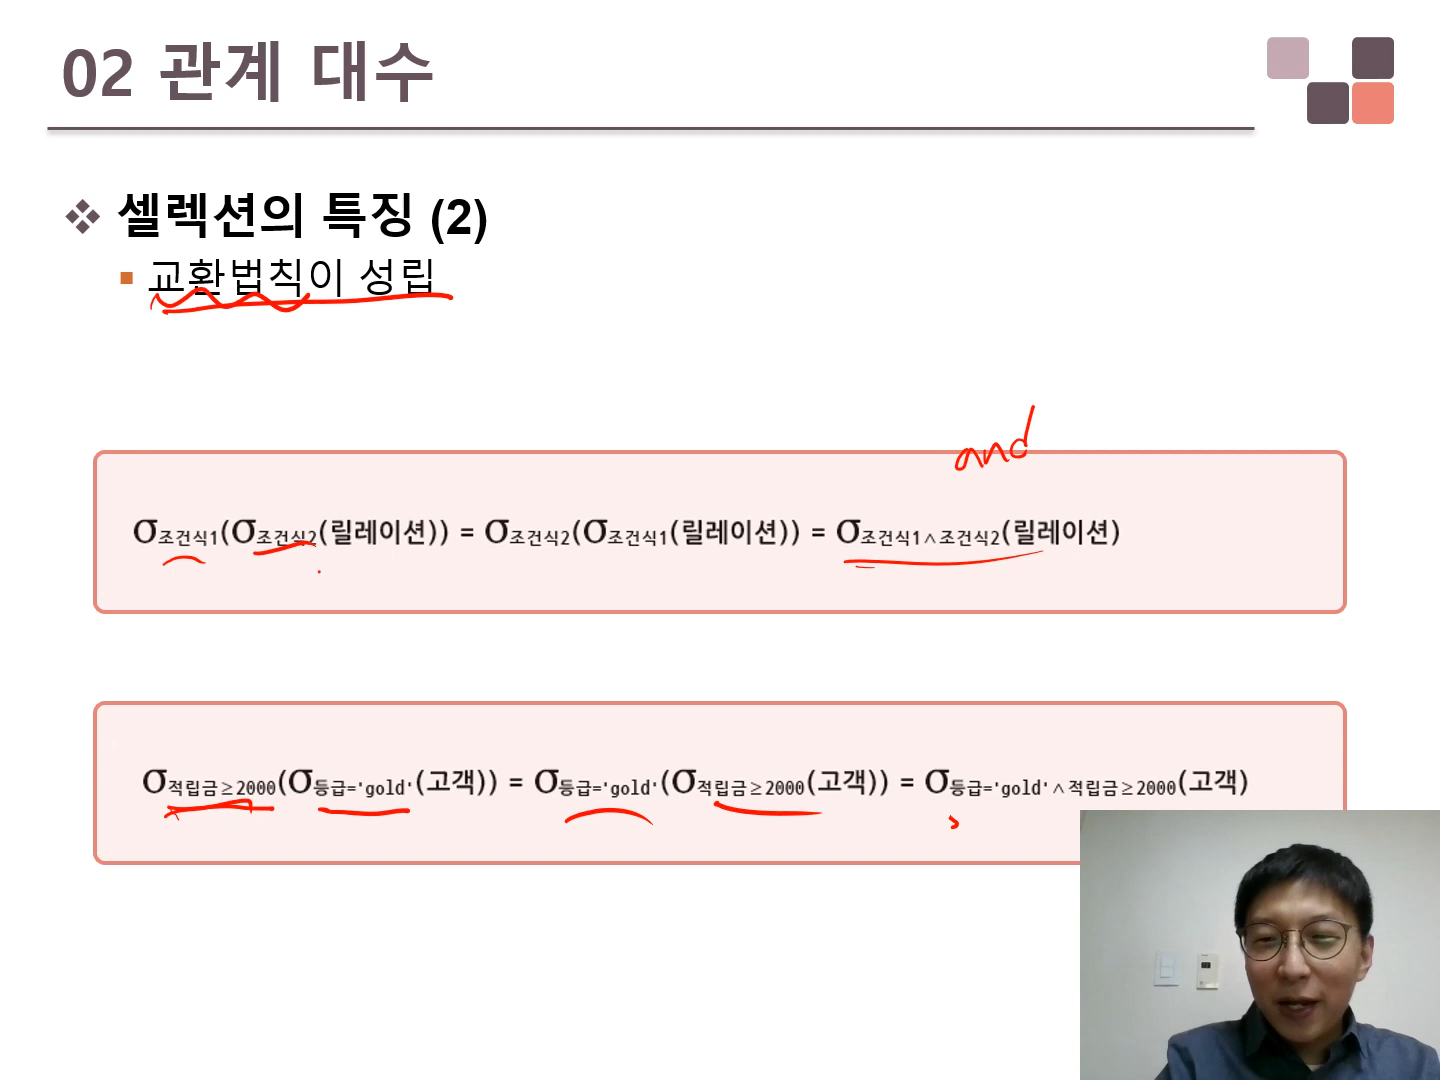 02 관계 대수
셀렉션의 특징 (2)
교환법칙이 성립
and
σ조건식1(σ조건식2(릴레이션)) = σ조건식2(σ조건식1(릴레이션)) = σ조건식1∧조건식2(릴레이션)
σ적립금≥2000(σ등급='gold'(고객)) = σ등급='gold'(σ적립금≥2000(고객)) = σ등급='gold'∧적립금≥2000(고객)